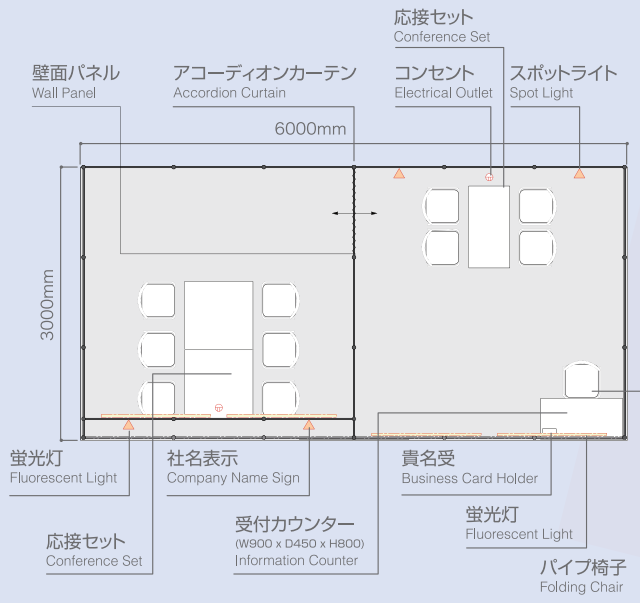 応接セット
Conference Set
壁面パネル
Wall Panel
アコーディオンカーテン
Accordion Curtain
コンセント
Electrical Outlet
スポットライト
Spot Light
6000mm
3000mm
蛍光灯
Fluorescent Light
社名表示
Company Name Sign
貴名受
Business Card Holder
蛍光灯
Fluorescent Light
応接セット
Conference Set
受付カウンター
(W900 x D450 x H800)
Information Counter
パイプ椅子
Folding Chair